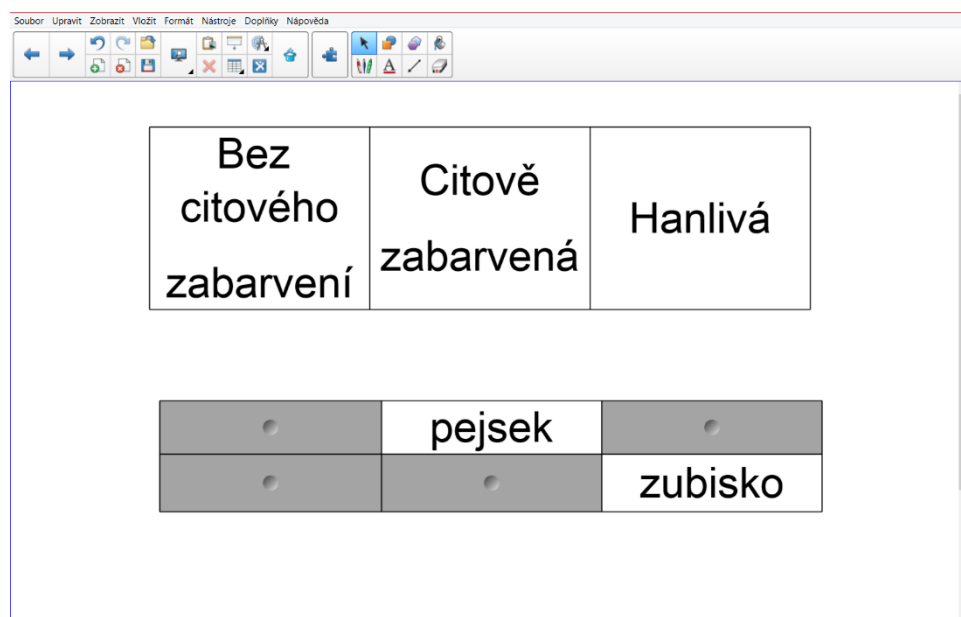 Soubor Upravit Zobrazit Vložit Formát Nástroje Doplňky Nápověda
Bez
citového
zabarvení
Citově
zabarvená
Hanlivá
pejsek
zubisko